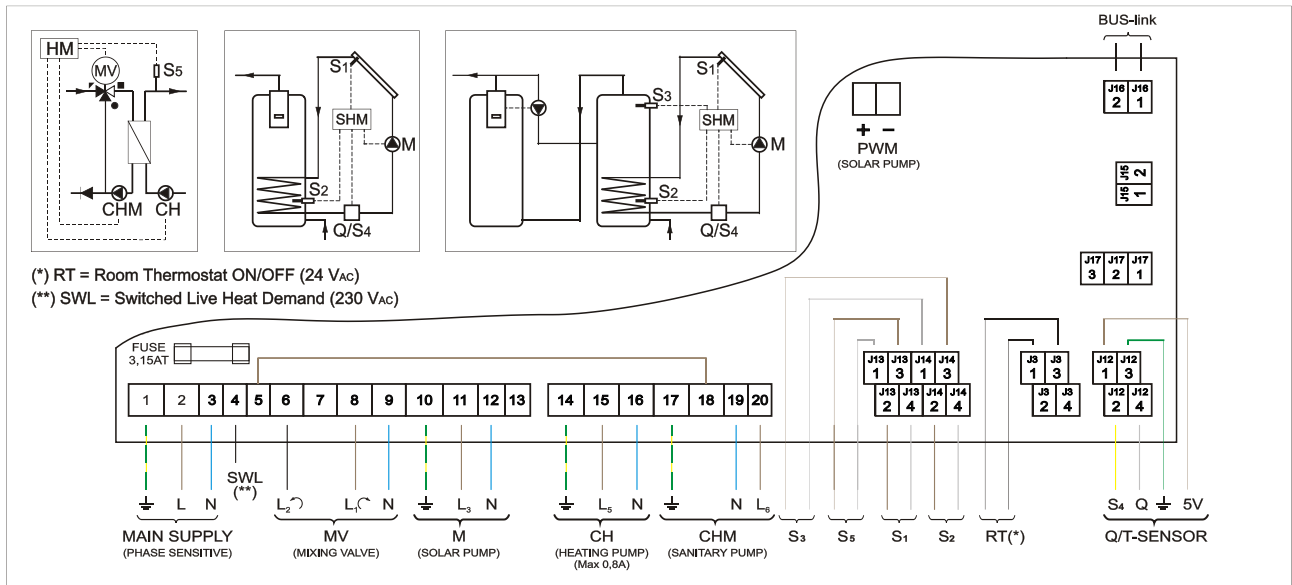 BUS-link
HM
MV
S5
CHM
CH
S1
SHM
M
S2
Q/S4
S1
S3
SHM
M
S2
Q/S4
+ −
PWM
(SOLAR PUMP)
J16 2
J16 1
J15 2
J15 1
J17 3
J17 2
J17 1
(*) RT = Room Thermostat ON/OFF (24 VAC)
(**) SWL = Switched Live Heat Demand (230 VAC)
FUSE
3,15AT
J13 1
J13 3
J14 1
J14 3
J13 2
J13 4
J14 2
J14 4
J3 1
J3 3
J3 2
J3 4
J12 1
J12 3
J12 2
J12 4
1 2 3 4 5 6 7 8 9 10 11 12 13 14 15 16 17 18 19 20
SWL
(**)
L N L2 L1 N L3 N L5 N N L6 S4 Q 5V
MAIN SUPPLY
(PHASE SENSITIVE)
MV
(MIXING VALVE)
M
(SOLAR PUMP)
CH
(HEATING PUMP)
(Max 0,8A)
CHM
(SANITARY PUMP)
S3
S5
S1
S2
RT(*)
Q/T-SENSOR